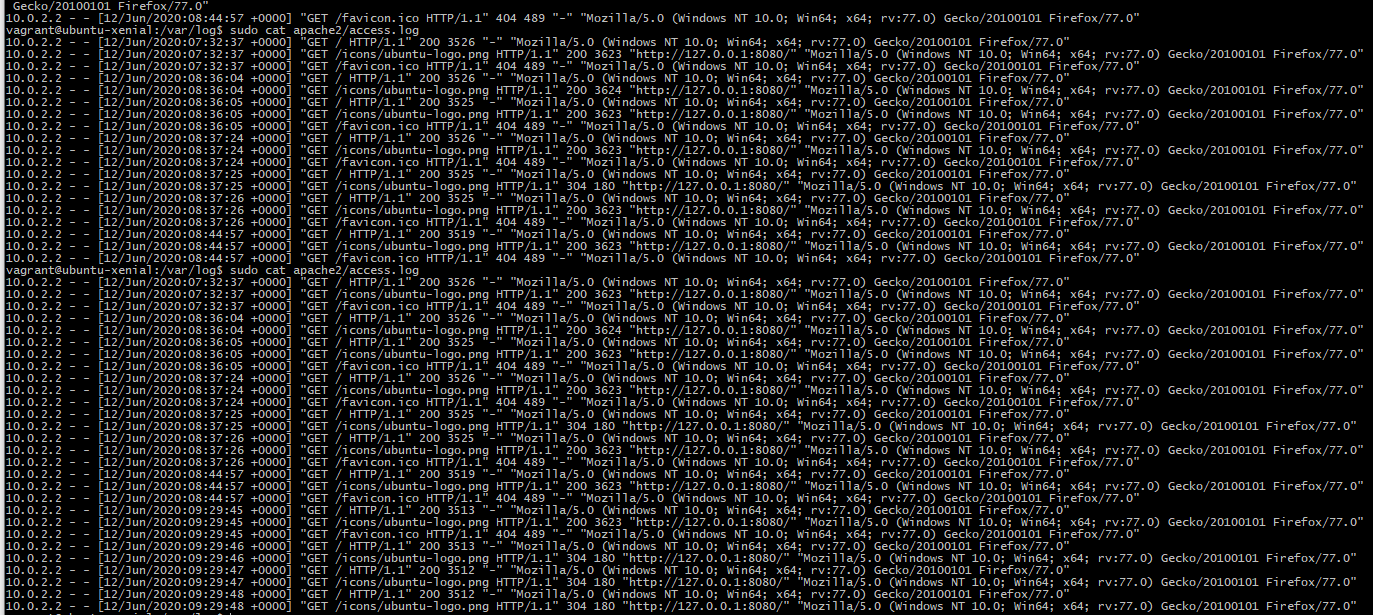 Gecko/20100101 Firefox/77.0"
10.0.2.2 - - [12/Jun/2020:08:44:57 +0000] "GET /favicon.ico HTTP/1.1" 404 489 "-" "Mozilla/5.0 (Windows NT 10.0; Win64; x64; rv:77.0) Gecko/20100101 Firefox/77.0"
vagrant@ubuntu-xenial:/var/log$ sudo cat apache2/access.log
10.0.2.2 - - [12/Jun/2020:07:32:37 +0000] "GET / HTTP/1.1" 200 3526 "-" "Mozilla/5.0 (Windows NT 10.0; Win64; x64; rv:77.0) Gecko/20100101 Firefox/77.0"
10.0.2.2 - - [12/Jun/2020:07:32:37 +0000] "GET /icons/ubuntu-logo.png HTTP/1.1" 200 3623 "http://127.0.0.1:8080/" "Mozilla/5.0 (Windows NT 10.0; Win64; x64; rv:77.0) Gecko/20100101 Firefox/77.0"
10.0.2.2 - - [12/Jun/2020:07:32:37 +0000] "GET /favicon.ico HTTP/1.1" 404 489 "-" "Mozilla/5.0 (Windows NT 10.0; Win64; x64; rv:77.0) Gecko/20100101 Firefox/77.0"
10.0.2.2 - - [12/Jun/2020:08:36:04 +0000] "GET / HTTP/1.1" 200 3526 "-" "Mozilla/5.0 (Windows NT 10.0; Win64; x64; rv:77.0) Gecko/20100101 Firefox/77.0"
10.0.2.2 - - [12/Jun/2020:08:36:04 +0000] "GET /icons/ubuntu-logo.png HTTP/1.1" 200 3624 "http://127.0.0.1:8080/" "Mozilla/5.0 (Windows NT 10.0; Win64; x64; rv:77.0) Gecko/20100101 Firefox/77.0"
10.0.2.2 - - [12/Jun/2020:08:36:05 +0000] "GET / HTTP/1.1" 200 3525 "-" "Mozilla/5.0 (Windows NT 10.0; Win64; x64; rv:77.0) Gecko/20100101 Firefox/77.0"
10.0.2.2 - - [12/Jun/2020:08:36:05 +0000] "GET /icons/ubuntu-logo.png HTTP/1.1" 200 3623 "http://127.0.0.1:8080/" "Mozilla/5.0 (Windows NT 10.0; Win64; x64; rv:77.0) Gecko/20100101 Firefox/77.0"
10.0.2.2 - - [12/Jun/2020:08:36:05 +0000] "GET /favicon.ico HTTP/1.1" 404 489 "-" "Mozilla/5.0 (Windows NT 10.0; Win64; x64; rv:77.0) Gecko/20100101 Firefox/77.0"
10.0.2.2 - - [12/Jun/2020:08:37:24 +0000] "GET / HTTP/1.1" 200 3526 "-" "Mozilla/5.0 (Windows NT 10.0; Win64; x64; rv:77.0) Gecko/20100101 Firefox/77.0"
10.0.2.2 - - [12/Jun/2020:08:37:24 +0000] "GET /icons/ubuntu-logo.png HTTP/1.1" 200 3623 "http://127.0.0.1:8080/" "Mozilla/5.0 (Windows NT 10.0; Win64; x64; rv:77.0) Gecko/20100101 Firefox/77.0"
10.0.2.2 - - [12/Jun/2020:08:37:24 +0000] "GET /favicon.ico HTTP/1.1" 404 489 "-" "Mozilla/5.0 (Windows NT 10.0; Win64; x64; rv:77.0) Gecko/20100101 Firefox/77.0"
10.0.2.2 - - [12/Jun/2020:08:37:25 +0000] "GET / HTTP/1.1" 200 3525 "-" "Mozilla/5.0 (Windows NT 10.0; Win64; x64; rv:77.0) Gecko/20100101 Firefox/77.0"
10.0.2.2 - - [12/Jun/2020:08:37:25 +0000] "GET /icons/ubuntu-logo.png HTTP/1.1" 304 180 "http://127.0.0.1:8080/" "Mozilla/5.0 (Windows NT 10.0; Win64; x64; rv:77.0) Gecko/20100101 Firefox/77.0"
10.0.2.2 - - [12/Jun/2020:08:37:26 +0000] "GET / HTTP/1.1" 200 3525 "-" "Mozilla/5.0 (Windows NT 10.0; Win64; x64; rv:77.0) Gecko/20100101 Firefox/77.0"
10.0.2.2 - - [12/Jun/2020:08:37:26 +0000] "GET /icons/ubuntu-logo.png HTTP/1.1" 200 3623 "http://127.0.0.1:8080/" "Mozilla/5.0 (Windows NT 10.0; Win64; x64; rv:77.0) Gecko/20100101 Firefox/77.0"
10.0.2.2 - - [12/Jun/2020:08:37:26 +0000] "GET /favicon.ico HTTP/1.1" 404 489 "-" "Mozilla/5.0 (Windows NT 10.0; Win64; x64; rv:77.0) Gecko/20100101 Firefox/77.0"
10.0.2.2 - - [12/Jun/2020:08:44:57 +0000] "GET / HTTP/1.1" 200 3519 "-" "Mozilla/5.0 (Windows NT 10.0; Win64; x64; rv:77.0) Gecko/20100101 Firefox/77.0"
10.0.2.2 - - [12/Jun/2020:08:44:57 +0000] "GET /icons/ubuntu-logo.png HTTP/1.1" 200 3623 "http://127.0.0.1:8080/" "Mozilla/5.0 (Windows NT 10.0; Win64; x64; rv:77.0) Gecko/20100101 Firefox/77.0"
10.0.2.2 - - [12/Jun/2020:08:44:57 +0000] "GET /favicon.ico HTTP/1.1" 404 489 "-" "Mozilla/5.0 (Windows NT 10.0; Win64; x64; rv:77.0) Gecko/20100101 Firefox/77.0"
vagrant@ubuntu-xenial:/var/log$ sudo cat apache2/access.log
10.0.2.2 - - [12/Jun/2020:07:32:37 +0000] "GET / HTTP/1.1" 200 3526 "-" "Mozilla/5.0 (Windows NT 10.0; Win64; x64; rv:77.0) Gecko/20100101 Firefox/77.0"
10.0.2.2 - - [12/Jun/2020:07:32:37 +0000] "GET /icons/ubuntu-logo.png HTTP/1.1" 200 3623 "http://127.0.0.1:8080/" "Mozilla/5.0 (Windows NT 10.0; Win64; x64; rv:77.0) Gecko/20100101 Firefox/77.0"
10.0.2.2 - - [12/Jun/2020:07:32:37 +0000] "GET /favicon.ico HTTP/1.1" 404 489 "-" "Mozilla/5.0 (Windows NT 10.0; Win64; x64; rv:77.0) Gecko/20100101 Firefox/77.0"
10.0.2.2 - - [12/Jun/2020:08:36:04 +0000] "GET / HTTP/1.1" 200 3526 "-" "Mozilla/5.0 (Windows NT 10.0; Win64; x64; rv:77.0) Gecko/20100101 Firefox/77.0"
10.0.2.2 - - [12/Jun/2020:08:36:04 +0000] "GET /icons/ubuntu-logo.png HTTP/1.1" 200 3624 "http://127.0.0.1:8080/" "Mozilla/5.0 (Windows NT 10.0; Win64; x64; rv:77.0) Gecko/20100101 Firefox/77.0"
10.0.2.2 - - [12/Jun/2020:08:36:05 +0000] "GET / HTTP/1.1" 200 3525 "-" "Mozilla/5.0 (Windows NT 10.0; Win64; x64; rv:77.0) Gecko/20100101 Firefox/77.0"
10.0.2.2 - - [12/Jun/2020:08:36:05 +0000] "GET /icons/ubuntu-logo.png HTTP/1.1" 200 3623 "http://127.0.0.1:8080/" "Mozilla/5.0 (Windows NT 10.0; Win64; x64; rv:77.0) Gecko/20100101 Firefox/77.0"
10.0.2.2 - - [12/Jun/2020:08:36:05 +0000] "GET /favicon.ico HTTP/1.1" 404 489 "-" "Mozilla/5.0 (Windows NT 10.0; Win64; x64; rv:77.0) Gecko/20100101 Firefox/77.0"
10.0.2.2 - - [12/Jun/2020:08:37:24 +0000] "GET / HTTP/1.1" 200 3526 "-" "Mozilla/5.0 (Windows NT 10.0; Win64; x64; rv:77.0) Gecko/20100101 Firefox/77.0"
10.0.2.2 - - [12/Jun/2020:08:37:24 +0000] "GET /icons/ubuntu-logo.png HTTP/1.1" 200 3623 "http://127.0.0.1:8080/" "Mozilla/5.0 (Windows NT 10.0; Win64; x64; rv:77.0) Gecko/20100101 Firefox/77.0"
10.0.2.2 - - [12/Jun/2020:08:37:24 +0000] "GET /favicon.ico HTTP/1.1" 404 489 "-" "Mozilla/5.0 (Windows NT 10.0; Win64; x64; rv:77.0) Gecko/20100101 Firefox/77.0"
10.0.2.2 - - [12/Jun/2020:08:37:25 +0000] "GET / HTTP/1.1" 200 3525 "-" "Mozilla/5.0 (Windows NT 10.0; Win64; x64; rv:77.0) Gecko/20100101 Firefox/77.0"
10.0.2.2 - - [12/Jun/2020:08:37:25 +0000] "GET /icons/ubuntu-logo.png HTTP/1.1" 304 180 "http://127.0.0.1:8080/" "Mozilla/5.0 (Windows NT 10.0; Win64; x64; rv:77.0) Gecko/20100101 Firefox/77.0"
10.0.2.2 - - [12/Jun/2020:08:37:26 +0000] "GET / HTTP/1.1" 200 3525 "-" "Mozilla/5.0 (Windows NT 10.0; Win64; x64; rv:77.0) Gecko/20100101 Firefox/77.0"
10.0.2.2 - - [12/Jun/2020:08:37:26 +0000] "GET /icons/ubuntu-logo.png HTTP/1.1" 200 3623 "http://127.0.0.1:8080/" "Mozilla/5.0 (Windows NT 10.0; Win64; x64; rv:77.0) Gecko/20100101 Firefox/77.0"
10.0.2.2 - - [12/Jun/2020:08:37:26 +0000] "GET /favicon.ico HTTP/1.1" 404 489 "-" "Mozilla/5.0 (Windows NT 10.0; Win64; x64; rv:77.0) Gecko/20100101 Firefox/77.0"
10.0.2.2 - - [12/Jun/2020:08:44:57 +0000] "GET / HTTP/1.1" 200 3519 "-" "Mozilla/5.0 (Windows NT 10.0; Win64; x64; rv:77.0) Gecko/20100101 Firefox/77.0"
10.0.2.2 - - [12/Jun/2020:08:44:57 +0000] "GET /icons/ubuntu-logo.png HTTP/1.1" 200 3623 "http://127.0.0.1:8080/" "Mozilla/5.0 (Windows NT 10.0; Win64; x64; rv:77.0) Gecko/20100101 Firefox/77.0"
10.0.2.2 - - [12/Jun/2020:08:44:57 +0000] "GET /favicon.ico HTTP/1.1" 404 489 "-" "Mozilla/5.0 (Windows NT 10.0; Win64; x64; rv:77.0) Gecko/20100101 Firefox/77.0"
10.0.2.2 - - [12/Jun/2020:09:29:45 +0000] "GET / HTTP/1.1" 200 3513 "-" "Mozilla/5.0 (Windows NT 10.0; Win64; x64; rv:77.0) Gecko/20100101 Firefox/77.0"
10.0.2.2 - - [12/Jun/2020:09:29:45 +0000] "GET /icons/ubuntu-logo.png HTTP/1.1" 200 3623 "http://127.0.0.1:8080/" "Mozilla/5.0 (Windows NT 10.0; Win64; x64; rv:77.0) Gecko/20100101 Firefox/77.0"
10.0.2.2 - - [12/Jun/2020:09:29:45 +0000] "GET /favicon.ico HTTP/1.1" 404 489 "-" "Mozilla/5.0 (Windows NT 10.0; Win64; x64; rv:77.0) Gecko/20100101 Firefox/77.0"
10.0.2.2 - - [12/Jun/2020:09:29:46 +0000] "GET / HTTP/1.1" 200 3513 "-" "Mozilla/5.0 (Windows NT 10.0; Win64; x64; rv:77.0) Gecko/20100101 Firefox/77.0"
10.0.2.2 - - [12/Jun/2020:09:29:46 +0000] "GET /icons/ubuntu-logo.png HTTP/1.1" 304 180 "http://127.0.0.1:8080/" "Mozilla/5.0 (Windows NT 10.0; Win64; x64; rv:77.0) Gecko/20100101 Firefox/77.0"
10.0.2.2 - - [12/Jun/2020:09:29:47 +0000] "GET / HTTP/1.1" 200 3512 "-" "Mozilla/5.0 (Windows NT 10.0; Win64; x64; rv:77.0) Gecko/20100101 Firefox/77.0"
10.0.2.2 - - [12/Jun/2020:09:29:47 +0000] "GET /icons/ubuntu-logo.png HTTP/1.1" 304 180 "http://127.0.0.1:8080/" "Mozilla/5.0 (Windows NT 10.0; Win64; x64; rv:77.0) Gecko/20100101 Firefox/77.0"
10.0.2.2 - - [12/Jun/2020:09:29:48 +0000] "GET / HTTP/1.1" 200 3512 "-" "Mozilla/5.0 (Windows NT 10.0; Win64; x64; rv:77.0) Gecko/20100101 Firefox/77.0"
10.0.2.2 - - [12/Jun/2020:09:29:48 +0000] "GET /icons/ubuntu-logo.png HTTP/1.1" 304 180 "http://127.0.0.1:8080/" "Mozilla/5.0 (Windows NT 10.0; Win64; x64; rv:77.0) Gecko/20100101 Firefox/77.0"